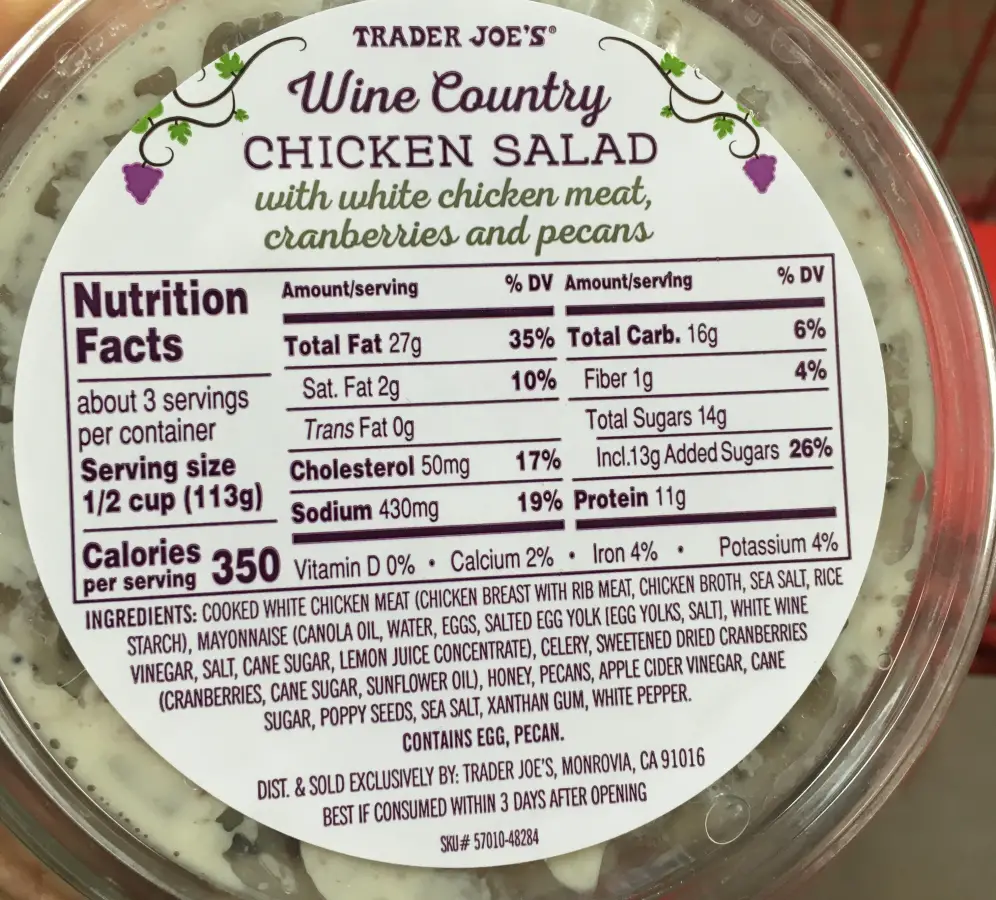 TRADER JOE'S®
Wine Country
CHICKEN SALAD
with white chicken meat,
cranberries and pecans
Nutrition
Facts
about 3 servings
per container
Serving size
1/2 cup (113g)
Calories
per serving 350
Amount/serving % DV
Total Fat 27g 35%
Sat. Fat 2g 10%
Trans Fat 0g
Cholesterol 50mg 17%
Sodium 430mg 19%
Amount/serving % DV
Total Carb. 16g 6%
Fiber 1g 4%
Total Sugars 14g
Incl.13g Added Sugars 26%
Protein 11g
Vitamin D 0% • Calcium 2% • Iron 4% • Potassium 4%
INGREDIENTS: COOKED WHITE CHICKEN MEAT (CHICKEN BREAST WITH RIB MEAT, CHICKEN BROTH, SEA SALT, RICE
STARCH), MAYONNAISE (CANOLA OIL, WATER, EGGS, SALTED EGG YOLK [EGG YOLKS, SALT], WHITE WINE
VINEGAR, SALT, CANE SUGAR, LEMON JUICE CONCENTRATE), CELERY, SWEETENED DRIED CRANBERRIES
(CRANBERRIES, CANE SUGAR, SUNFLOWER OIL), HONEY, PECANS, APPLE CIDER VINEGAR, CANE
SUGAR, POPPY SEEDS, SEA SALT, XANTHAN GUM, WHITE PEPPER.
CONTAINS EGG, PECAN.
DIST. & SOLD EXCLUSIVELY BY: TRADER JOE'S, MONROVIA, CA 91016
BEST IF CONSUMED WITHIN 3 DAYS AFTER OPENING
SKU# 57010-48284